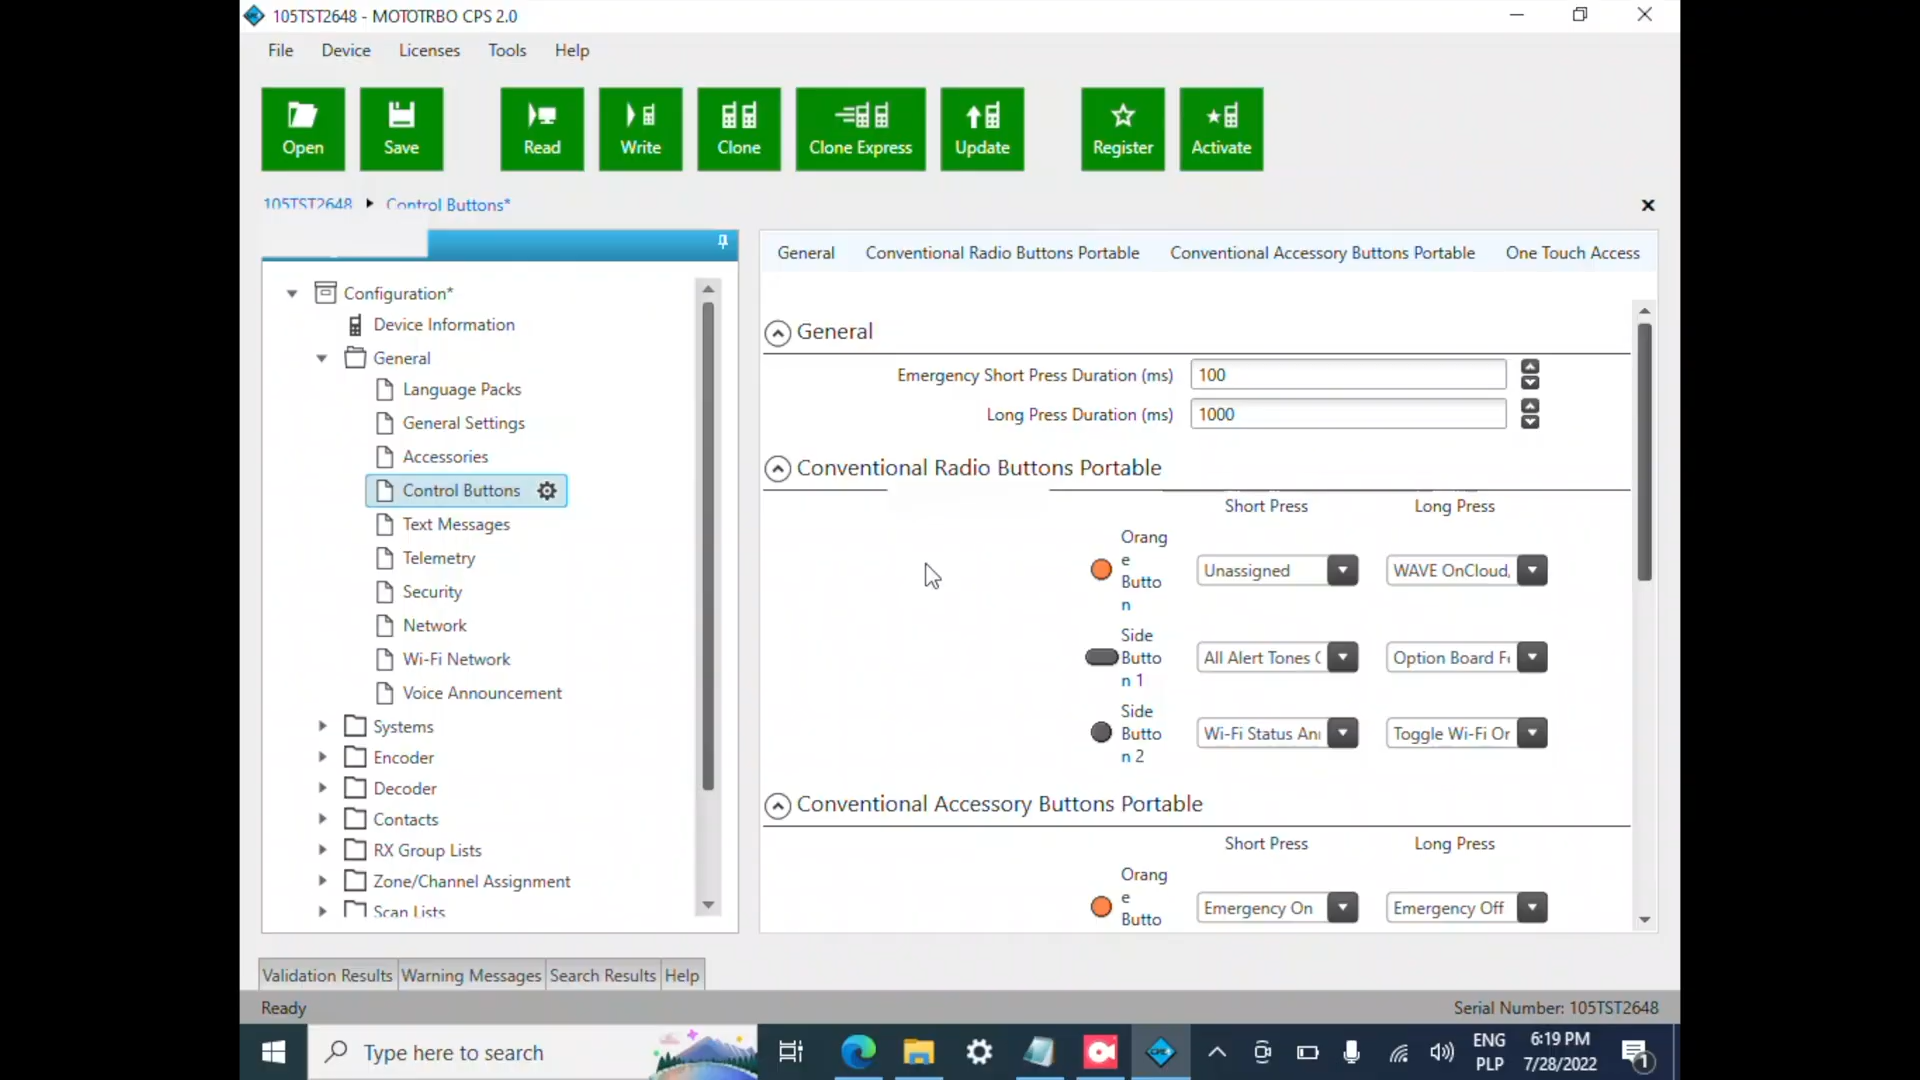 105TST2648 - MOTOTRBO CPS 2.0
File Device Licenses Tools Help
Open Save Read Write Clone Clone Express Update Register Activate
105TST2648 Control Buttons*
General Conventional Radio Buttons Portable Conventional Accessory Buttons Portable One Touch Access
Configuration*
Device Information
General
Language Packs
General Settings
Accessories
Control Buttons
Text Messages
Telemetry
Security
Network
Wi-Fi Network
Voice Announcement
Systems
Encoder
Decoder
Contacts
RX Group Lists
Zone/Channel Assignment
Scan Lists
General
Emergency Short Press Duration (ms) 100
Long Press Duration (ms) 1000
Conventional Radio Buttons Portable
Short Press Long Press
Orang
e
Butto
n
Unassigned WAVE OnCloud,
Side
Butto
n 1
All Alert Tones Option Board
Side
Butto
n 2
Wi-Fi Status Toggle Wi-Fi
Conventional Accessory Buttons Portable
Short Press Long Press
Orang
e
Butto
Emergency On Emergency Off
Validation Results Warning Messages Search Results Help
Ready Serial Number: 105TST2648
Type here to search
ENG
PLP
6:19 PM
7/28/2022
1